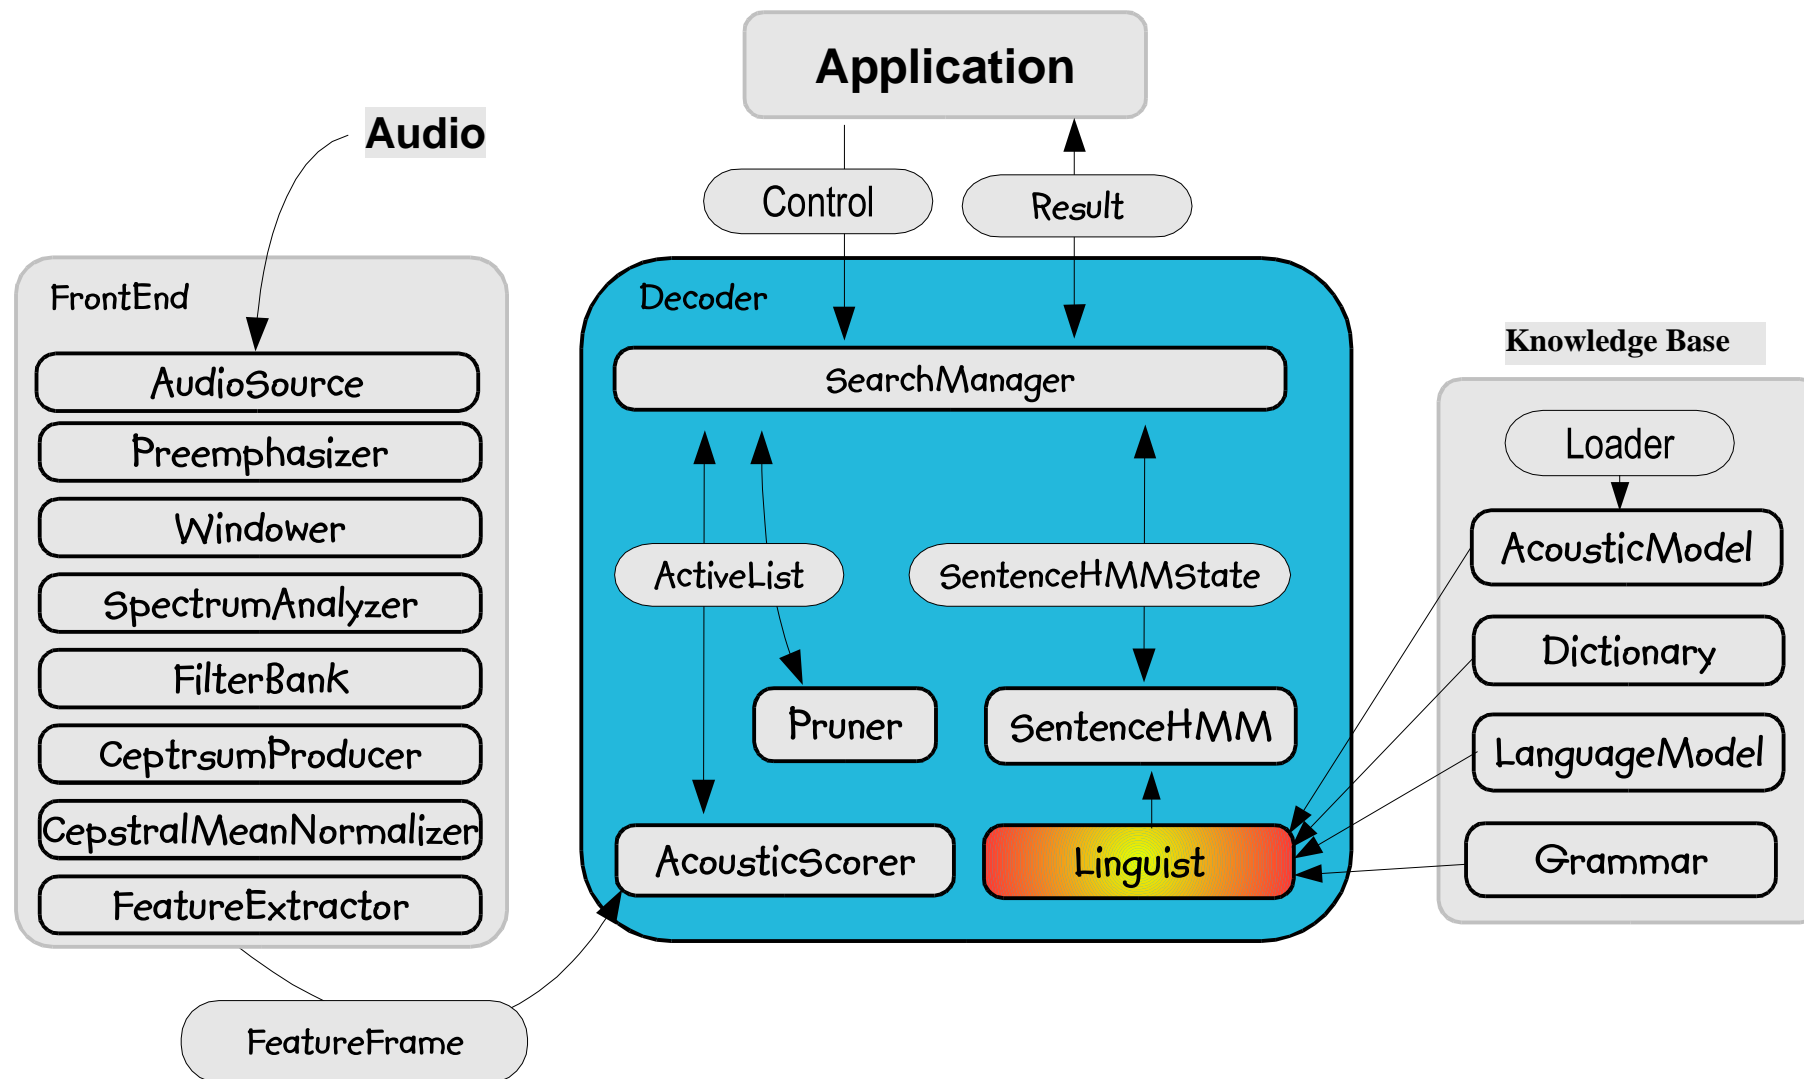 Application
Audio
Control
Result
FrontEnd
AudioSource
Preemphasizer
Windower
SpectrumAnalyzer
FilterBank
CeptrsumProducer
CepstralMeanNormalizer
FeatureExtractor
FeatureFrame
Decoder
SearchManager
ActiveList
SentenceHMMState
Pruner
SentenceHMM
AcousticScorer
Linguist
Knowledge Base
Loader
AcousticModel
Dictionary
LanguageModel
Grammar